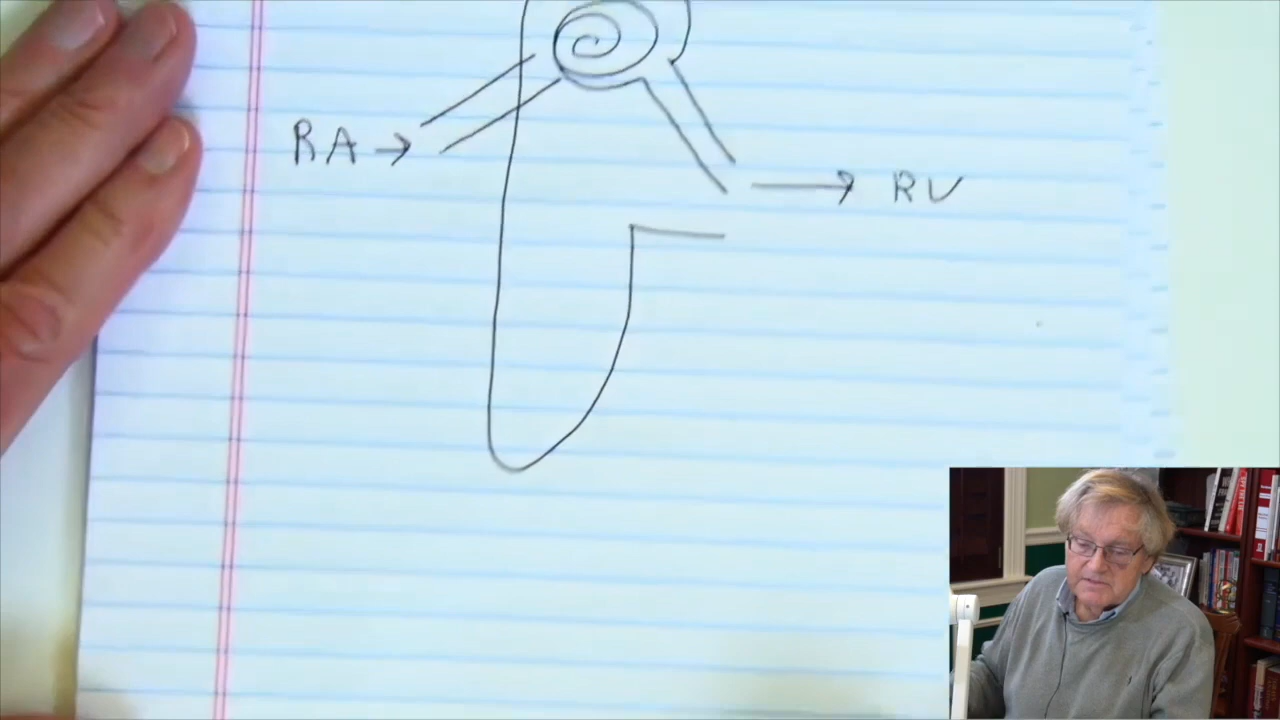 RA →
→ RV